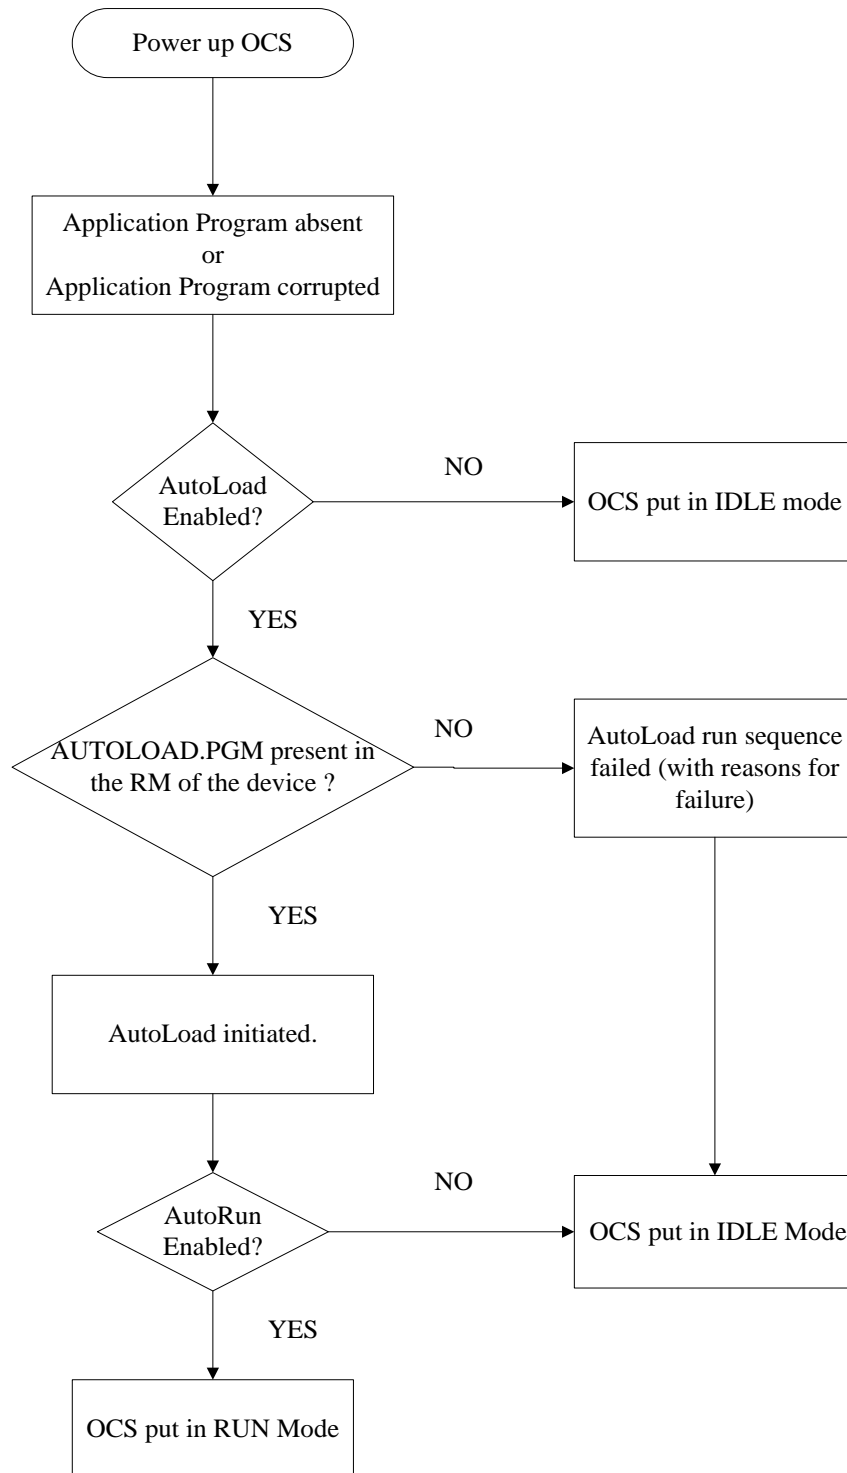 Power up OCS
Application Program absent
or
Application Program corrupted
AutoLoad
Enabled?
NO
OCS put in IDLE mode
YES
AUTOLOAD.PGM present in
the RM of the device ?
NO
AutoLoad run sequence
failed (with reasons for
failure)
YES
AutoLoad initiated.
AutoRun
Enabled?
NO
OCS put in IDLE Mode
YES
OCS put in RUN Mode